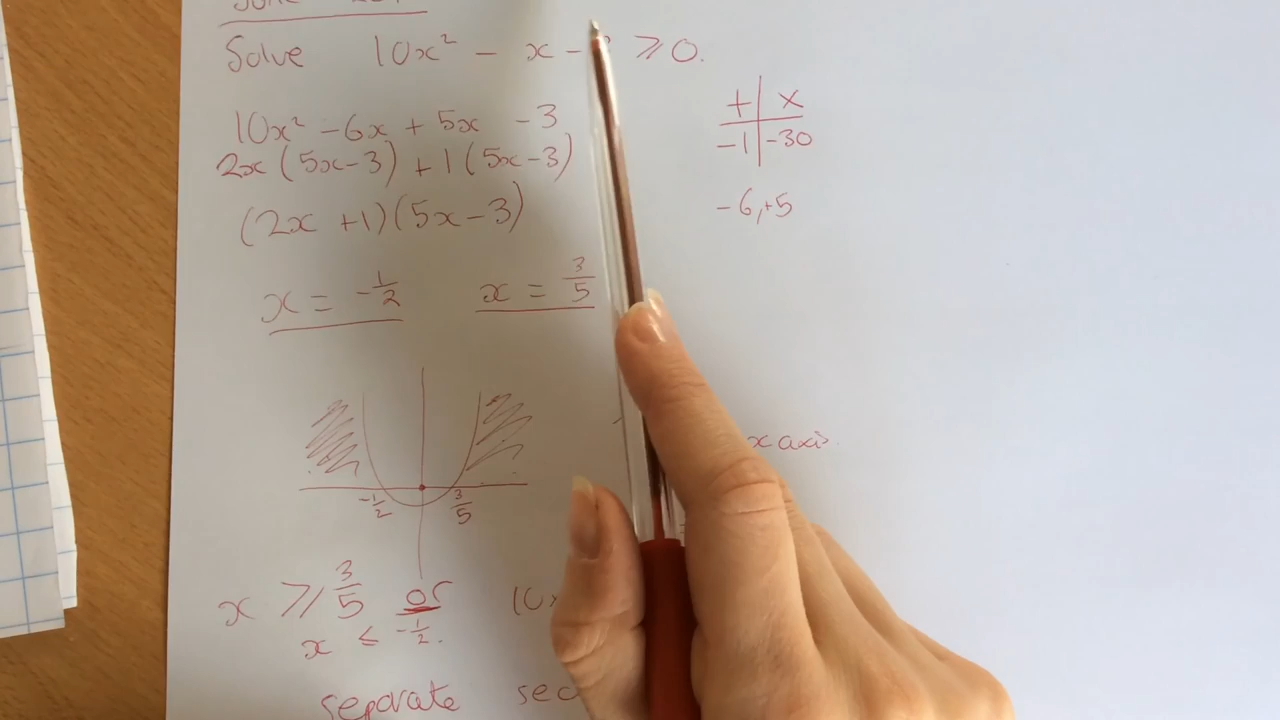 Solve 10x² - x - ≥ 0.
+ | x
-1 | -30
10x² - 6x + 5x - 3
2x (5x-3) + 1 (5x-3)
-6, +5
(2x +1)(5x-3)
x = -1/2 x = 3/5
x axis.
-1/2 3/5
x ≥ 3/5 or
x ≤ -1/2.
10x
separate